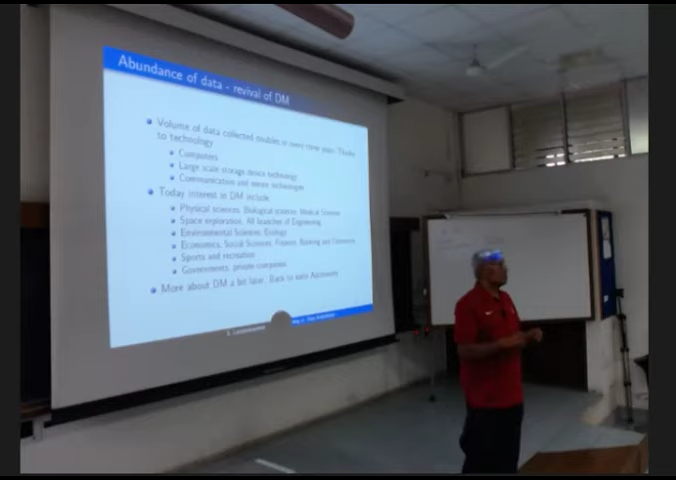 Abundance of data - revival of DM
Volume of data collected doubles in every three years. Thanks
to technology
Computers
Large scale storage device technology
Communication and sensor technologies
Today interest in DM include
Physical sciences, Biological sciences, Medical Sciences
Space exploration, All branches of Engineering
Environmental Sciences, Ecology
Economics, Social Sciences, Finance, Banking and
Sports and recreation
Governments, private companies
More about DM a bit later. Back to early Astronomy